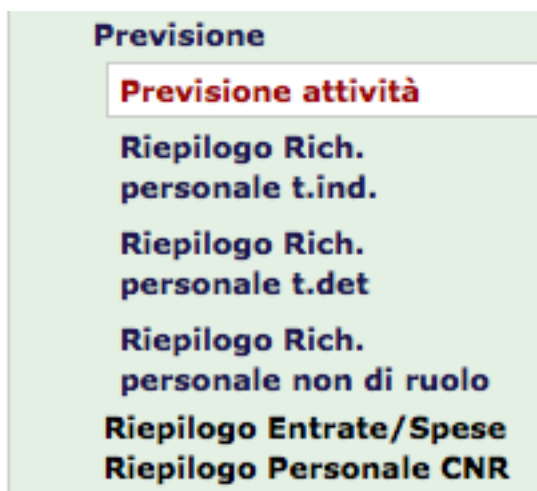 Previsione
Previsione attività
Riepilogo Rich.
personale t.ind.
Riepilogo Rich.
personale t.det
Riepilogo Rich.
personale non di ruolo
Riepilogo Entrate/Spese
Riepilogo Personale CNR